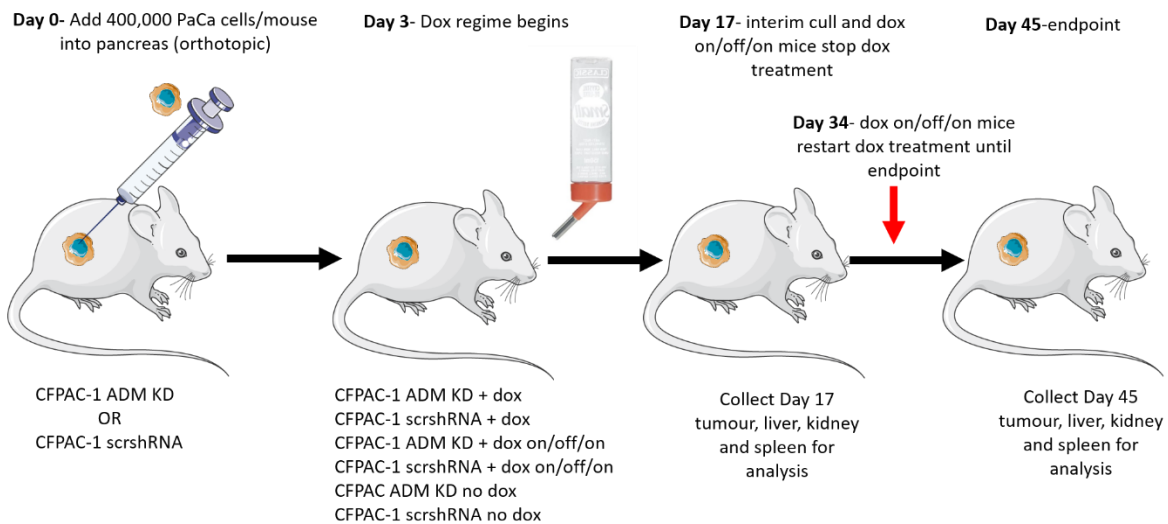 Day 0- Add 400,000 PaCa cells/mouse
into pancreas (orthotopic)
Day 3- Dox regime begins
Day 17- interim cull and dox
on/off/on mice stop dox
treatment
Day 45-endpoint
Day 34- dox on/off/on mice
restart dox treatment until
endpoint
CFPAC-1 ADM KD
OR
CFPAC-1 scrshRNA
CFPAC-1 ADM KD + dox
CFPAC-1 scrshRNA + dox
CFPAC-1 ADM KD + dox on/off/on
CFPAC-1 scrshRNA + dox on/off/on
CFPAC ADM KD no dox
CFPAC-1 scrshRNA no dox
Collect Day 17
tumour, liver, kidney
and spleen for
analysis
Collect Day 45
tumour, liver, kidney
and spleen for
analysis